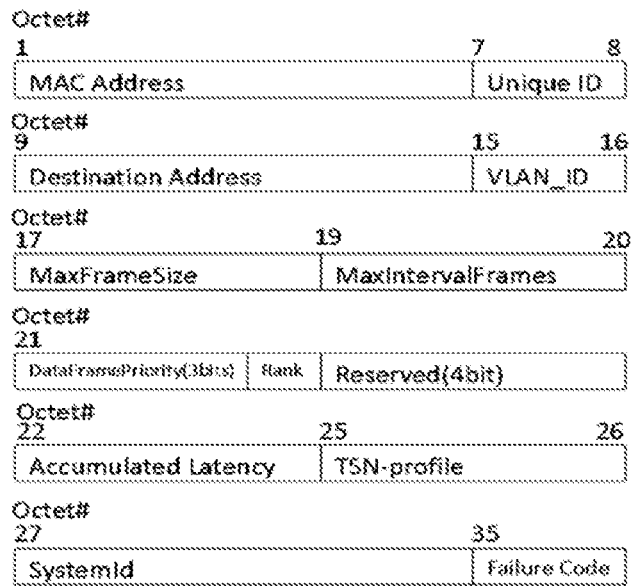 Octet#
1 7 8
MAC Address Unique ID
Octet#
9 15 16
Destination Address VLAN_ID
Octet#
17 19 20
MaxFrameSize MaxIntervalFrames
Octet#
21
DataFramePriority(3bits) Rank Reserved(4bit)
Octet#
22 25 26
Accumulated Latency TSN-profile
Octet#
27 35
SystemId Failure Code